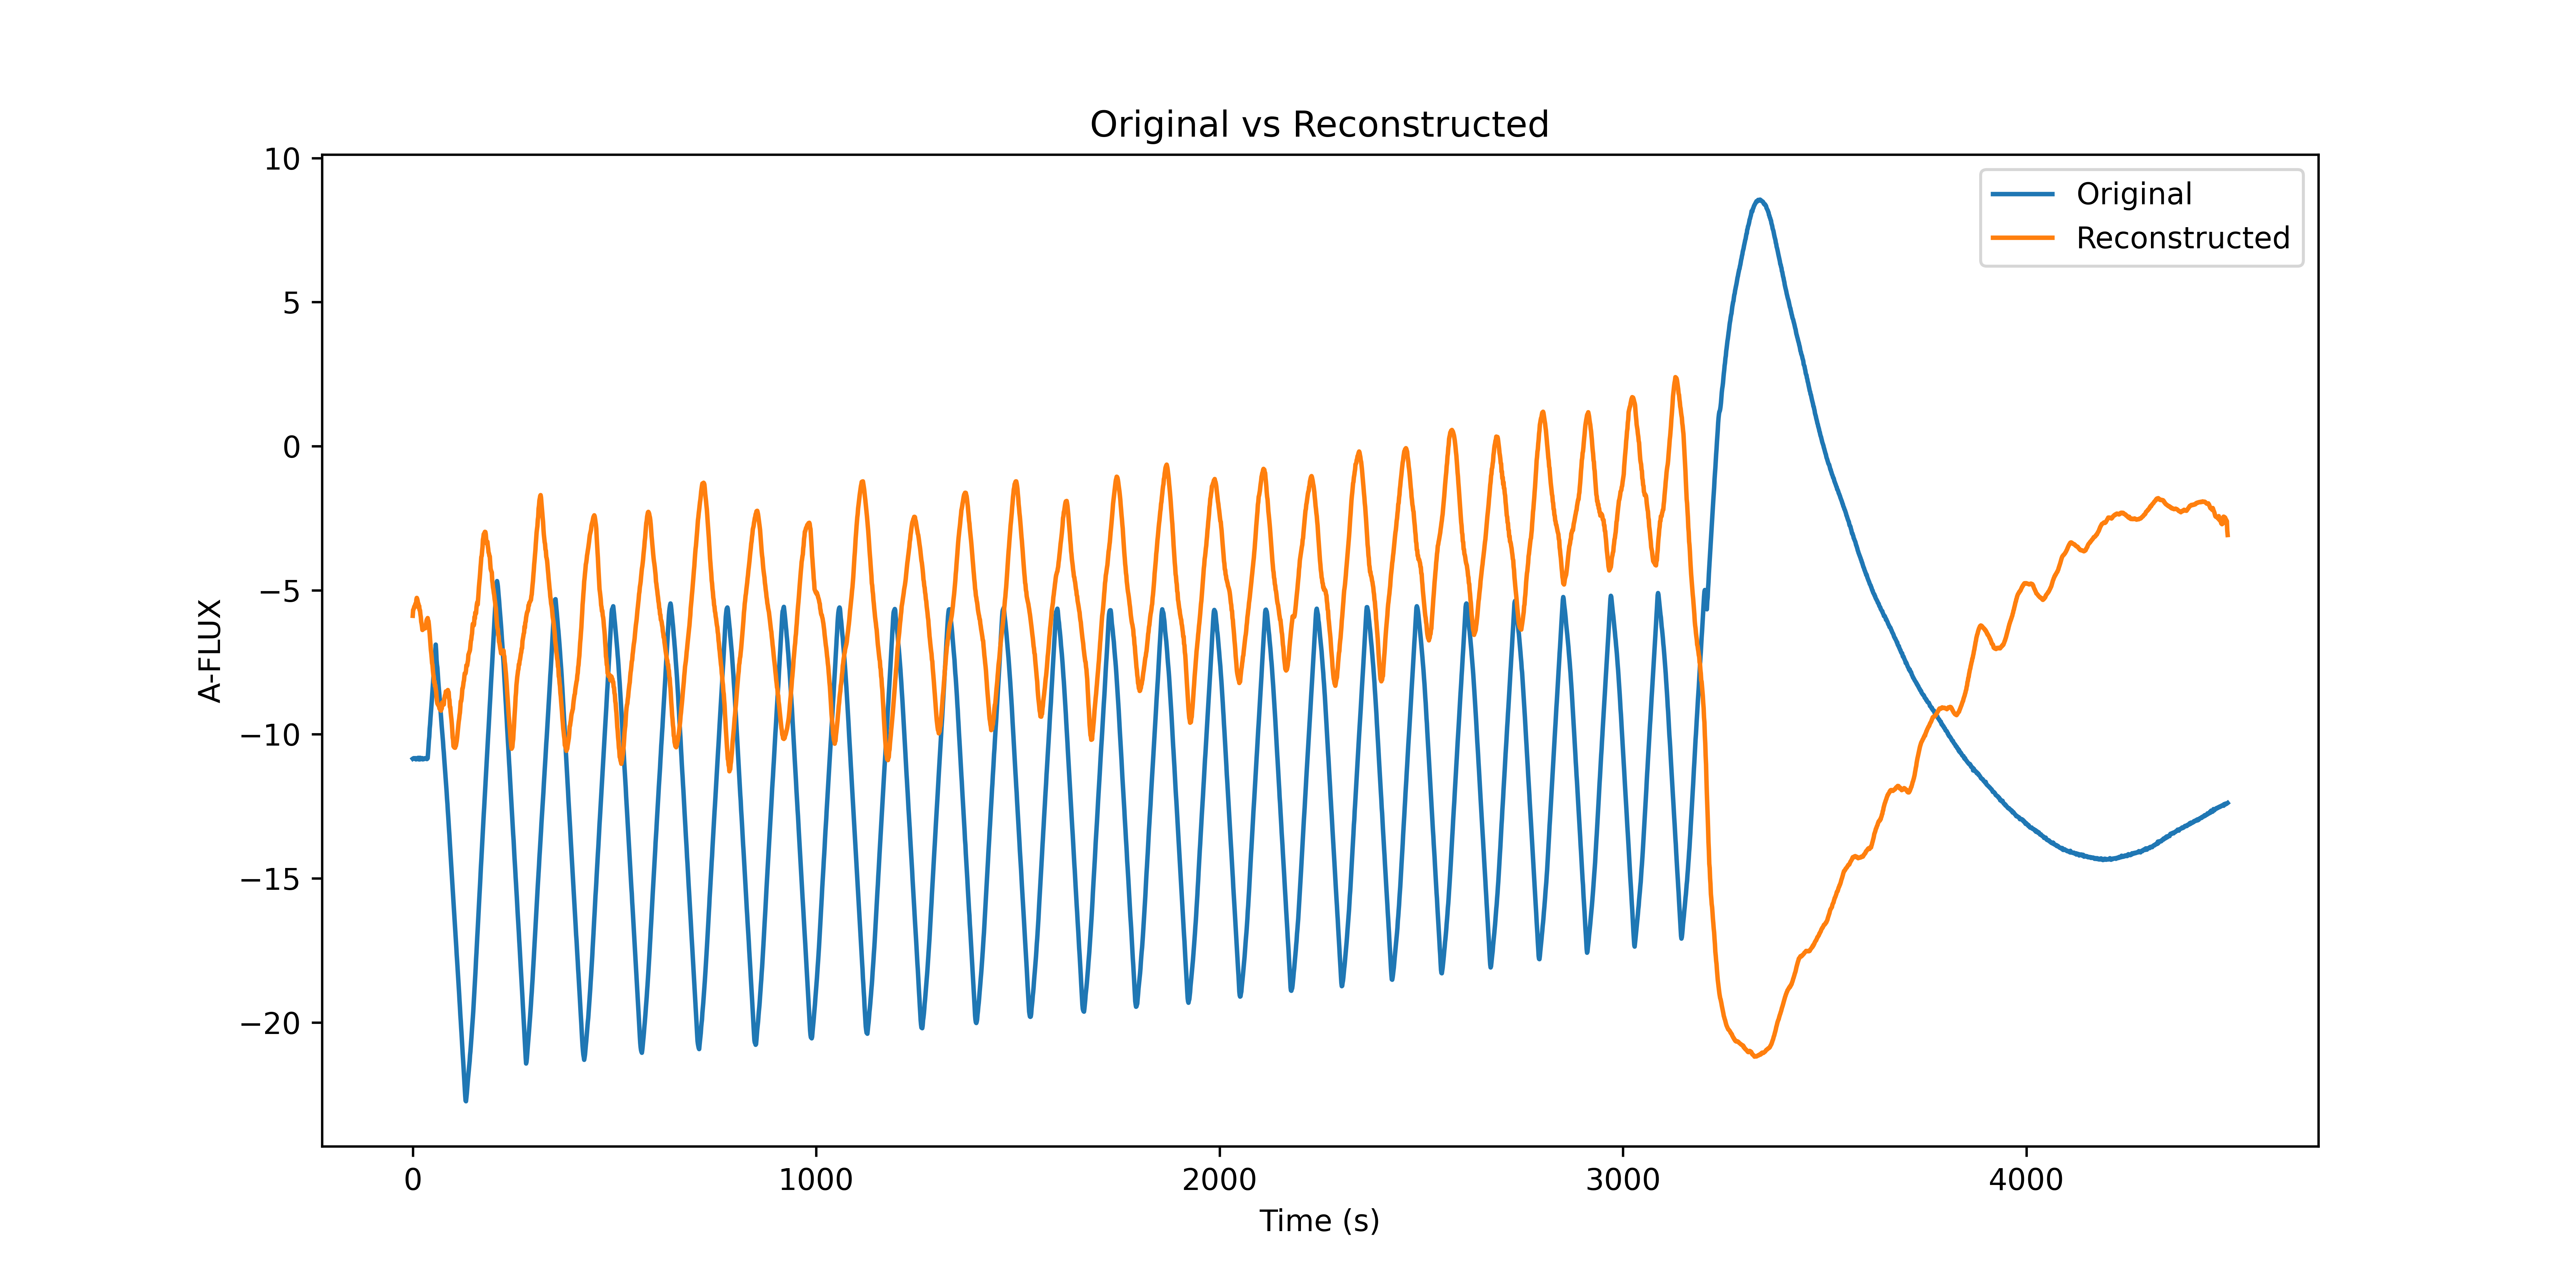 Original vs Reconstructed
10
5
0
−5
−10
−15
−20
A-FLUX
Original
Reconstructed
0 1000 2000 3000 4000
Time (s)